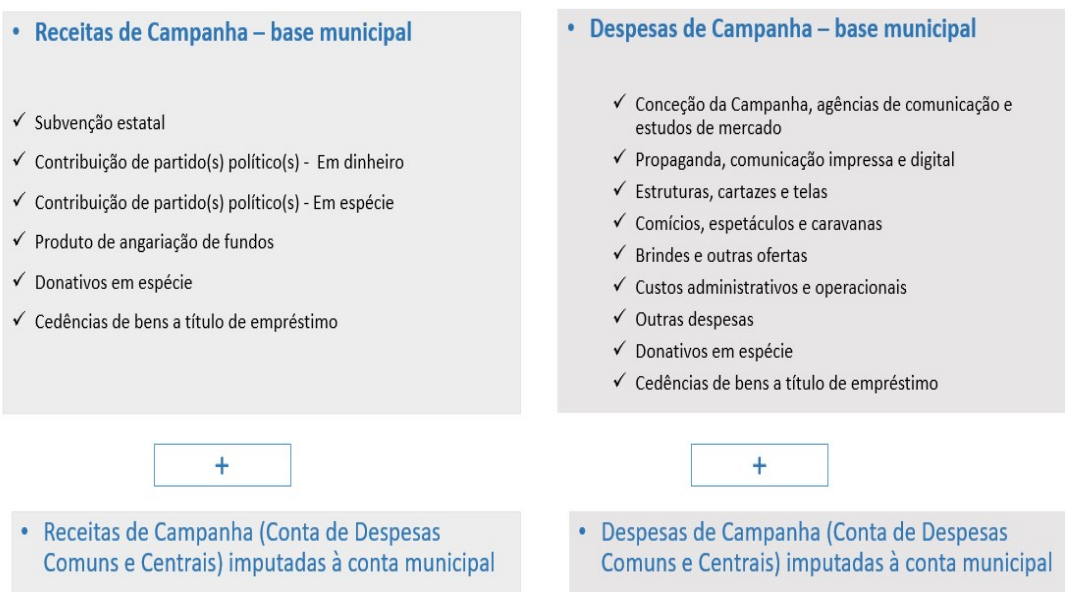 • Receitas de Campanha – base municipal
✓ Subvenção estatal
✓ Contribuição de partido(s) político(s) - Em dinheiro
✓ Contribuição de partido(s) político(s) - Em espécie
✓ Produto de angariação de fundos
✓ Donativos em espécie
✓ Cedências de bens a título de empréstimo
+
• Receitas de Campanha (Conta de Despesas
Comuns e Centrais) imputadas à conta municipal
• Despesas de Campanha – base municipal
✓ Conceção da Campanha, agências de comunicação e
estudos de mercado
✓ Propaganda, comunicação impressa e digital
✓ Estruturas, cartazes e telas
✓ Comícios, espetáculos e caravanas
✓ Brindes e outras ofertas
✓ Custos administrativos e operacionais
✓ Outras despesas
✓ Donativos em espécie
✓ Cedências de bens a título de empréstimo
+
• Despesas de Campanha (Conta de Despesas
Comuns e Centrais) imputadas à conta municipal